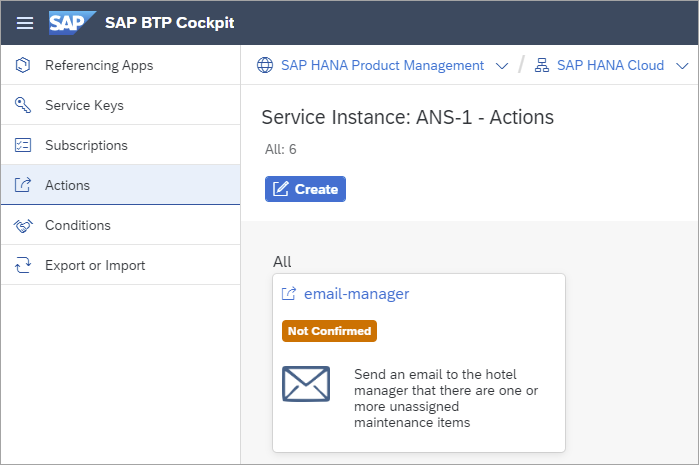 SAP SAP BTP Cockpit
Referencing Apps
Service Keys
Subscriptions
Actions
Conditions
Export or Import
SAP HANA Product Management / SAP HANA Cloud
Service Instance: ANS-1 - Actions
All: 6
Create
All
email-manager
Not Confirmed
Send an email to the hotel
manager that there are one or
more unassigned
maintenance items